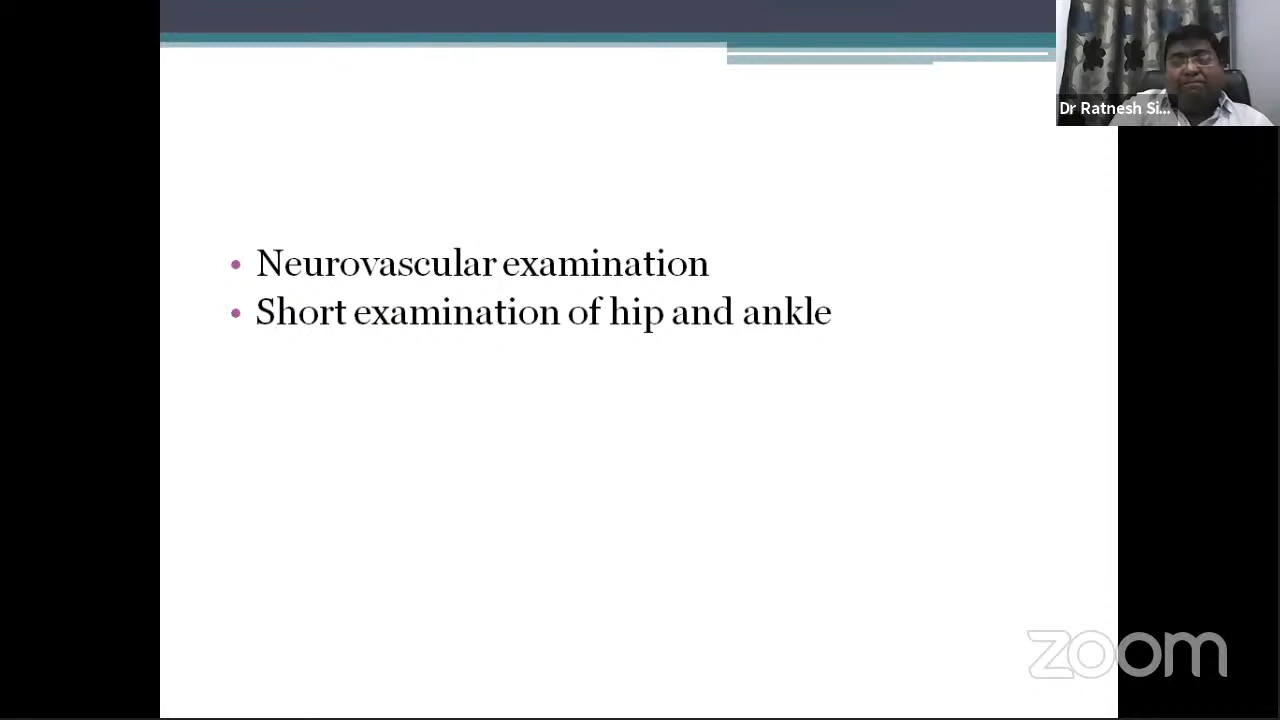 Dr Ratnesh Si...
• Neurovascular examination
• Short examination of hip and ankle
zoom